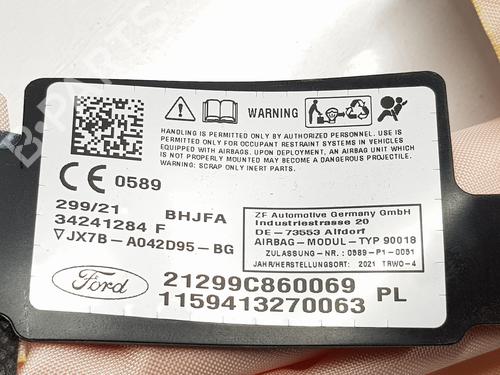 WARNING
HANDLING IS PERMITTED ONLY BY AUTHORIZED PERSONNEL. USE IS
PERMITTED ONLY FOR OCCUPANT RESTRAINT SYSTEMS IN VEHICLES
EQUIPPED WITH AIRBAGS. UPON DEPLOYMENT, AN AIRBAG UNIT WHICH
IS NOT PROPERLY MOUNTED MAY BECOME A DANGEROUS PROJECTILE.
WARNING: SCRAP ONLY INERT PARTS.
CE 0589
299/21 BHJFA
34241284 F
▽JX7B-A042D95-BG
ZF Automotive Germany GmbH
Industriestrasse 20
DE - 73553 Alfdorf
AIRBAG-MODUL-TYP 90018
ZULASSUNG-NR.: 0589-P1-0051
JAHR/HERSTELLUNGSORT: 2021 TRWO-4
Ford
21299C860069
1159413270063 PL